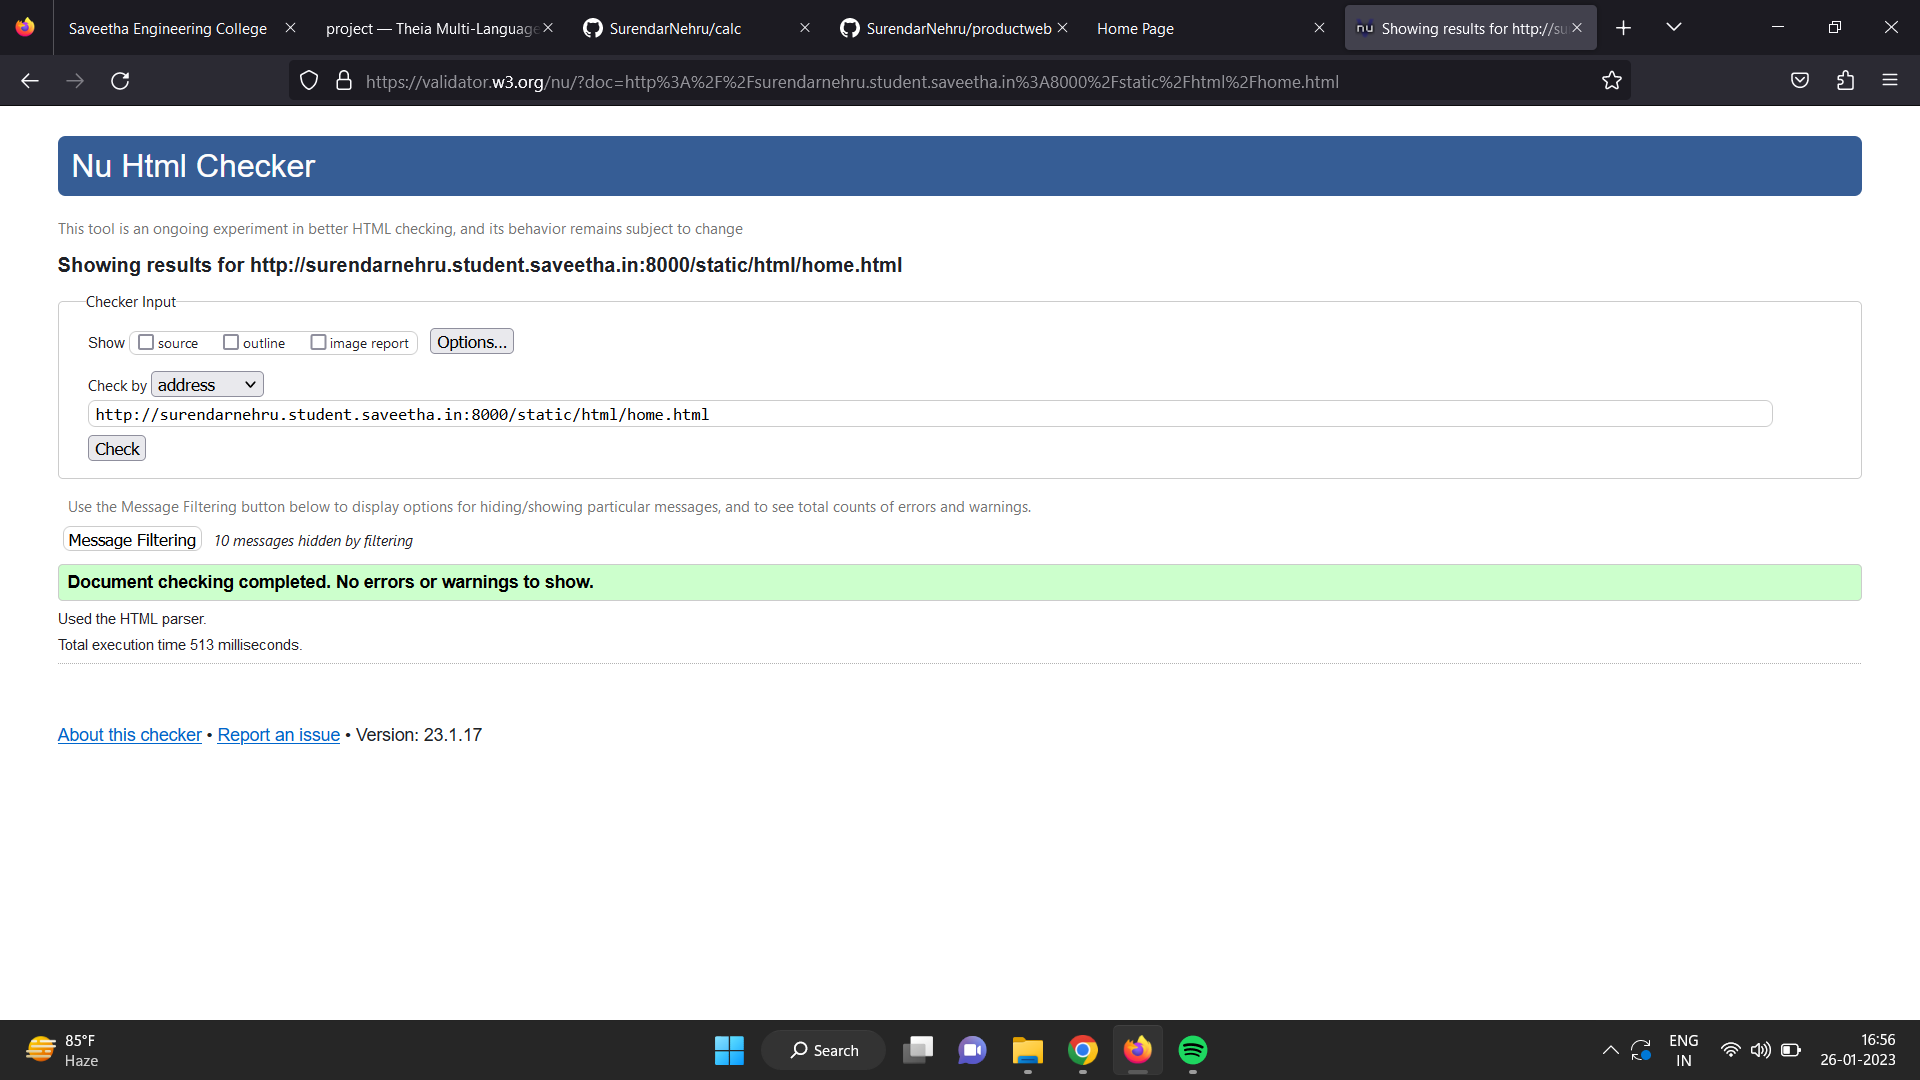 Saveetha Engineering College
project — Theia Multi-Language
SurendarNehru/calc
SurendarNehru/productweb
Home Page
nu Showing results for http://su
https://validator.w3.org/nu/?doc=http%3A%2F%2Fsurendarnehru.student.saveetha.in%3A8000%2Fstatic%2Fhtml%2Fhome.html
Nu Html Checker
This tool is an ongoing experiment in better HTML checking, and its behavior remains subject to change
Showing results for http://surendarnehru.student.saveetha.in:8000/static/html/home.html
Checker Input
Show source outline image report Options...
Check by address
http://surendarnehru.student.saveetha.in:8000/static/html/home.html
Check
Use the Message Filtering button below to display options for hiding/showing particular messages, and to see total counts of errors and warnings.
Message Filtering 10 messages hidden by filtering
Document checking completed. No errors or warnings to show.
Used the HTML parser.
Total execution time 513 milliseconds.
About this checker • Report an issue • Version: 23.1.17
85°F
Haze
Search
ENG
IN
16:56
26-01-2023